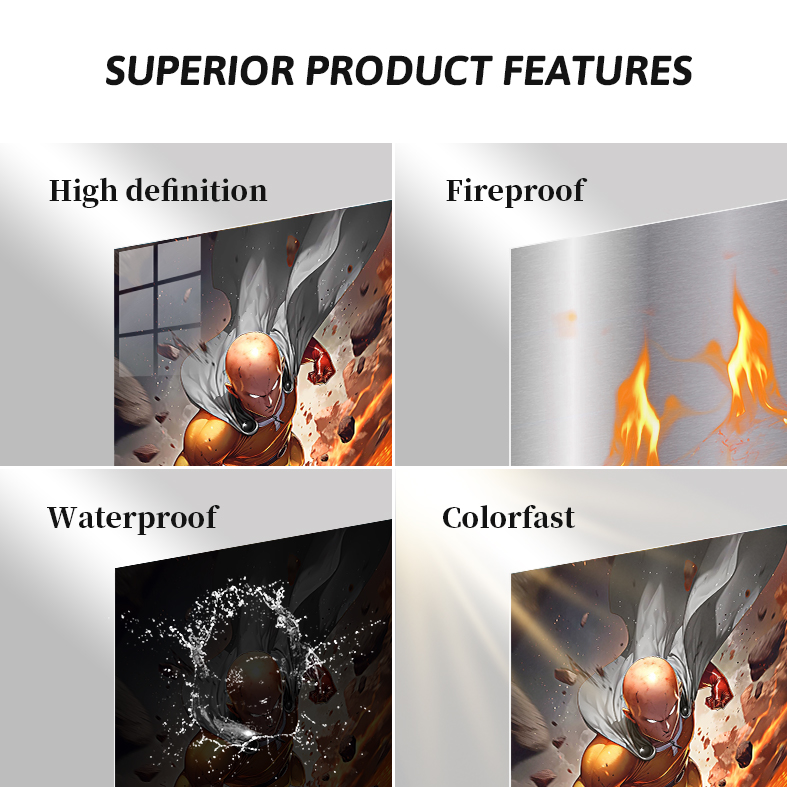 SUPERIOR PRODUCT FEATURES
High definition
Fireproof
Waterproof
Colorfast